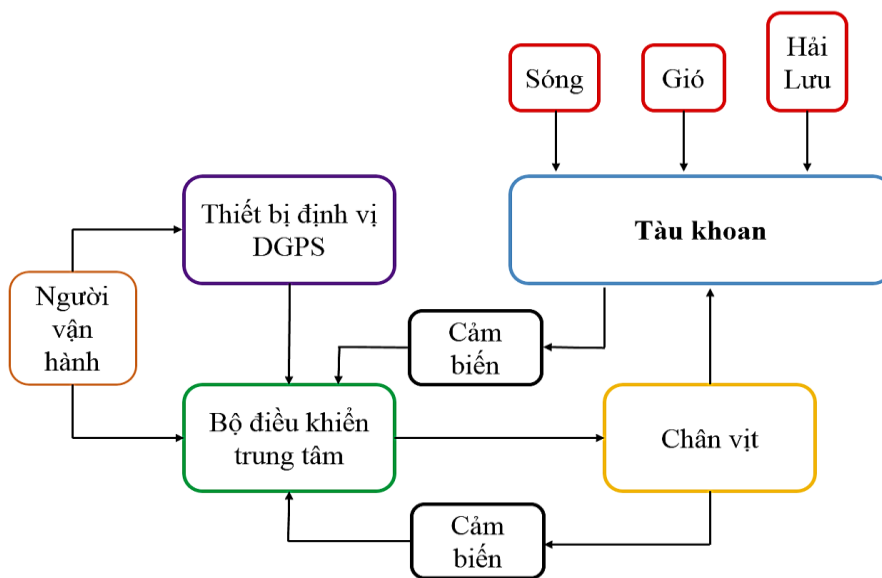 Sóng
Gió
Hải
Lưu
Thiết bị định vị
DGPS
Tàu khoan
Người
vận
hành
Cảm
biến
Bộ điều khiển
trung tâm
Chân vịt
Cảm
biến